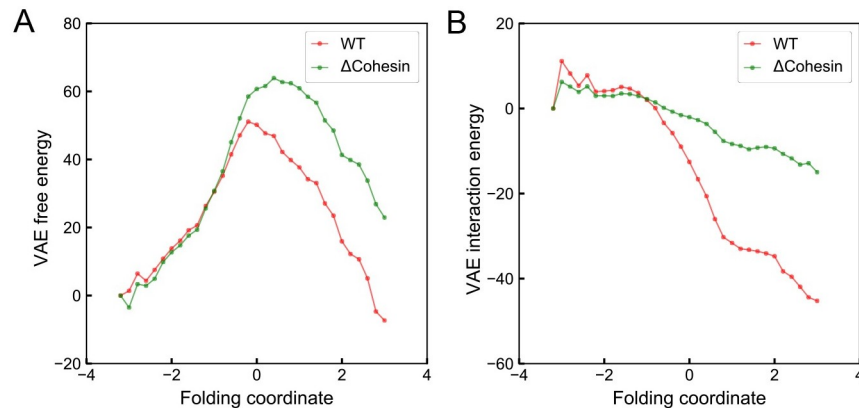 A
80
60
40
20
0
−20
−4
−2
0
2
4
VAE free energy
Folding coordinate
WT
ΔCohesin
B
20
0
−20
−40
−60
−4
−2
0
2
4
VAE interaction energy
Folding coordinate
WT
ΔCohesin